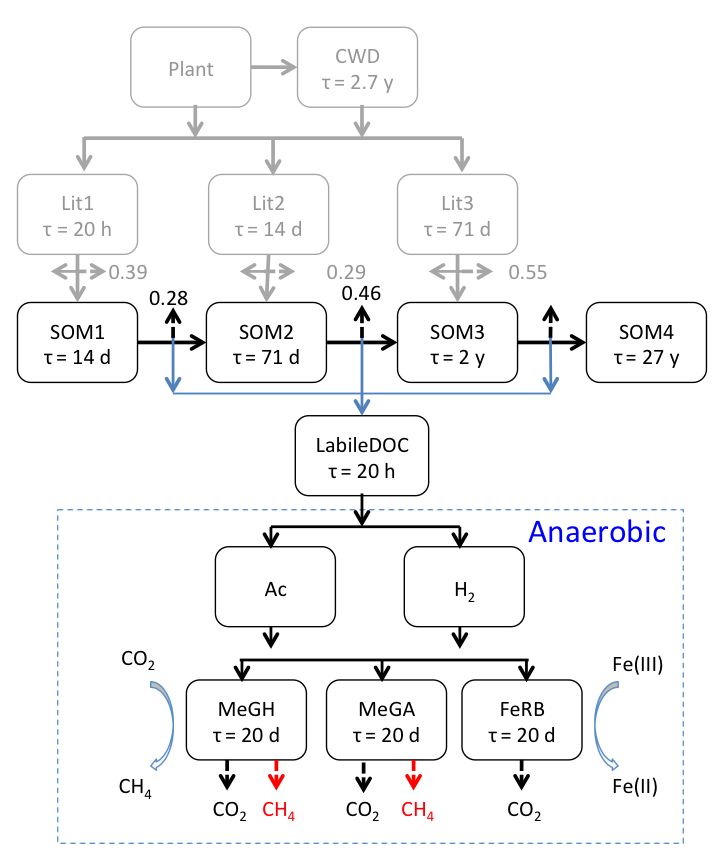 Plant
CWD
τ = 2.7 y
Lit1
τ = 20 h
Lit2
τ = 14 d
Lit3
τ = 71 d
0.39
0.29
0.55
0.28
0.46
SOM1
τ = 14 d
SOM2
τ = 71 d
SOM3
τ = 2 y
SOM4
τ = 27 y
LabileDOC
τ = 20 h
Anaerobic
Ac
H₂
CO₂
Fe(III)
MeGH
τ = 20 d
MeGA
τ = 20 d
FeRB
τ = 20 d
CH₄
Fe(II)
CO₂
CH₄
CO₂
CH₄
CO₂